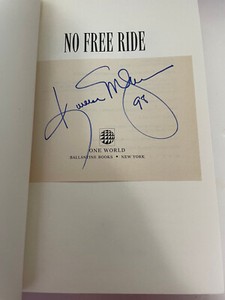 NO FREE RIDE
98
ONE WORLD
BALLANTINE BOOKS • NEW YORK